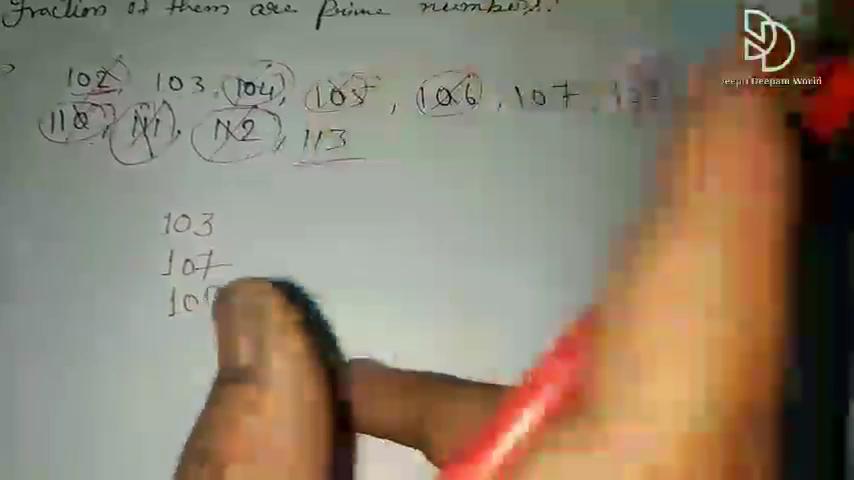 fraction of them are prime numbers.
102, 103, 104, 105, 106, 107,
110, 111, 112, 113
103
107
10
Deepam World